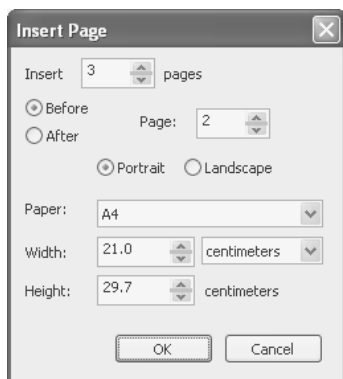 Insert Page
Insert 3 pages
Before
Page: 2
After
Portrait Landscape
Paper: A4
Width: 21.0 centimeters
Height: 29.7 centimeters
OK Cancel